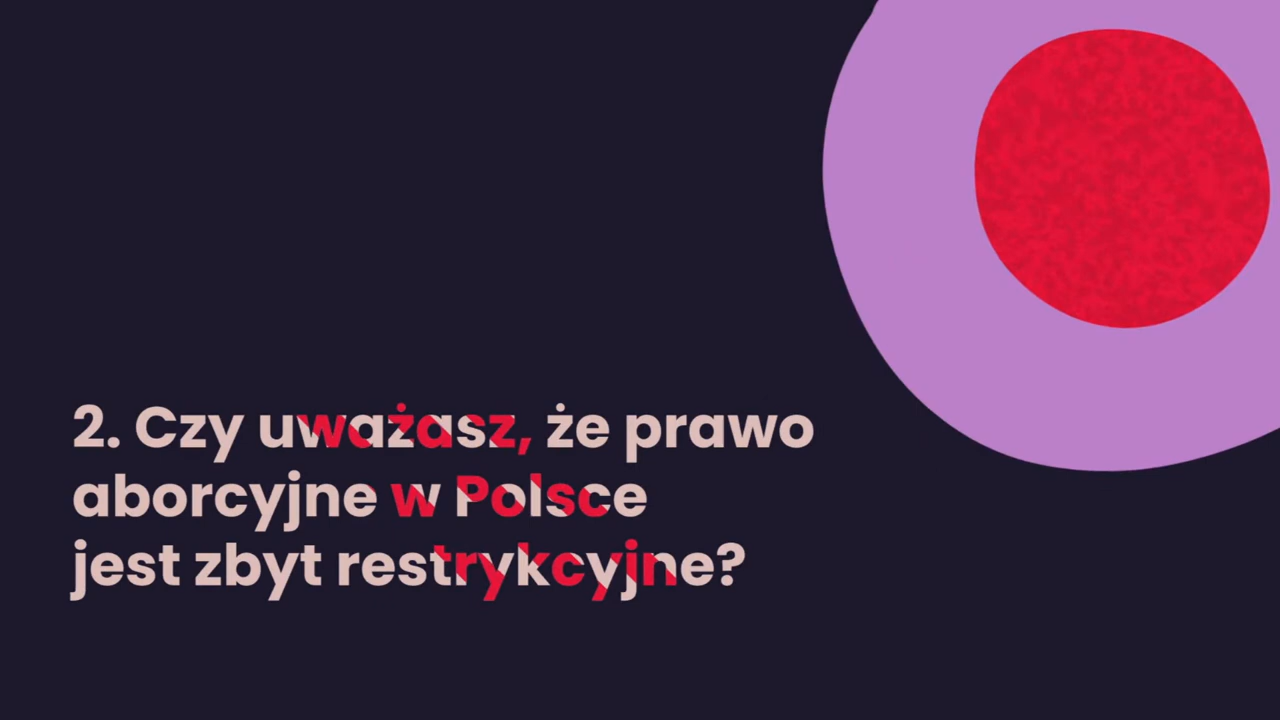 2. Czy uważasz, że prawo
aborcyjne w Polsce
jest zbyt restrykcyjne?